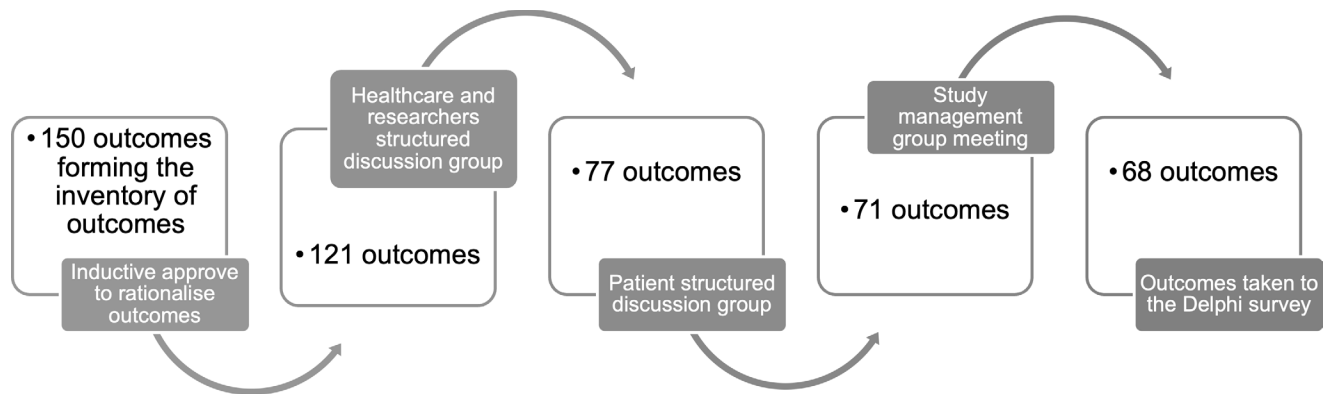 • 150 outcomes
forming the
inventory of
outcomes
Inductive approve
to rationalise
outcomes
Healthcare and
researchers
structured
discussion group
• 121 outcomes
• 77 outcomes
Patient structured
discussion group
Study
management
group meeting
• 71 outcomes
• 68 outcomes
Outcomes taken to
the Delphi survey